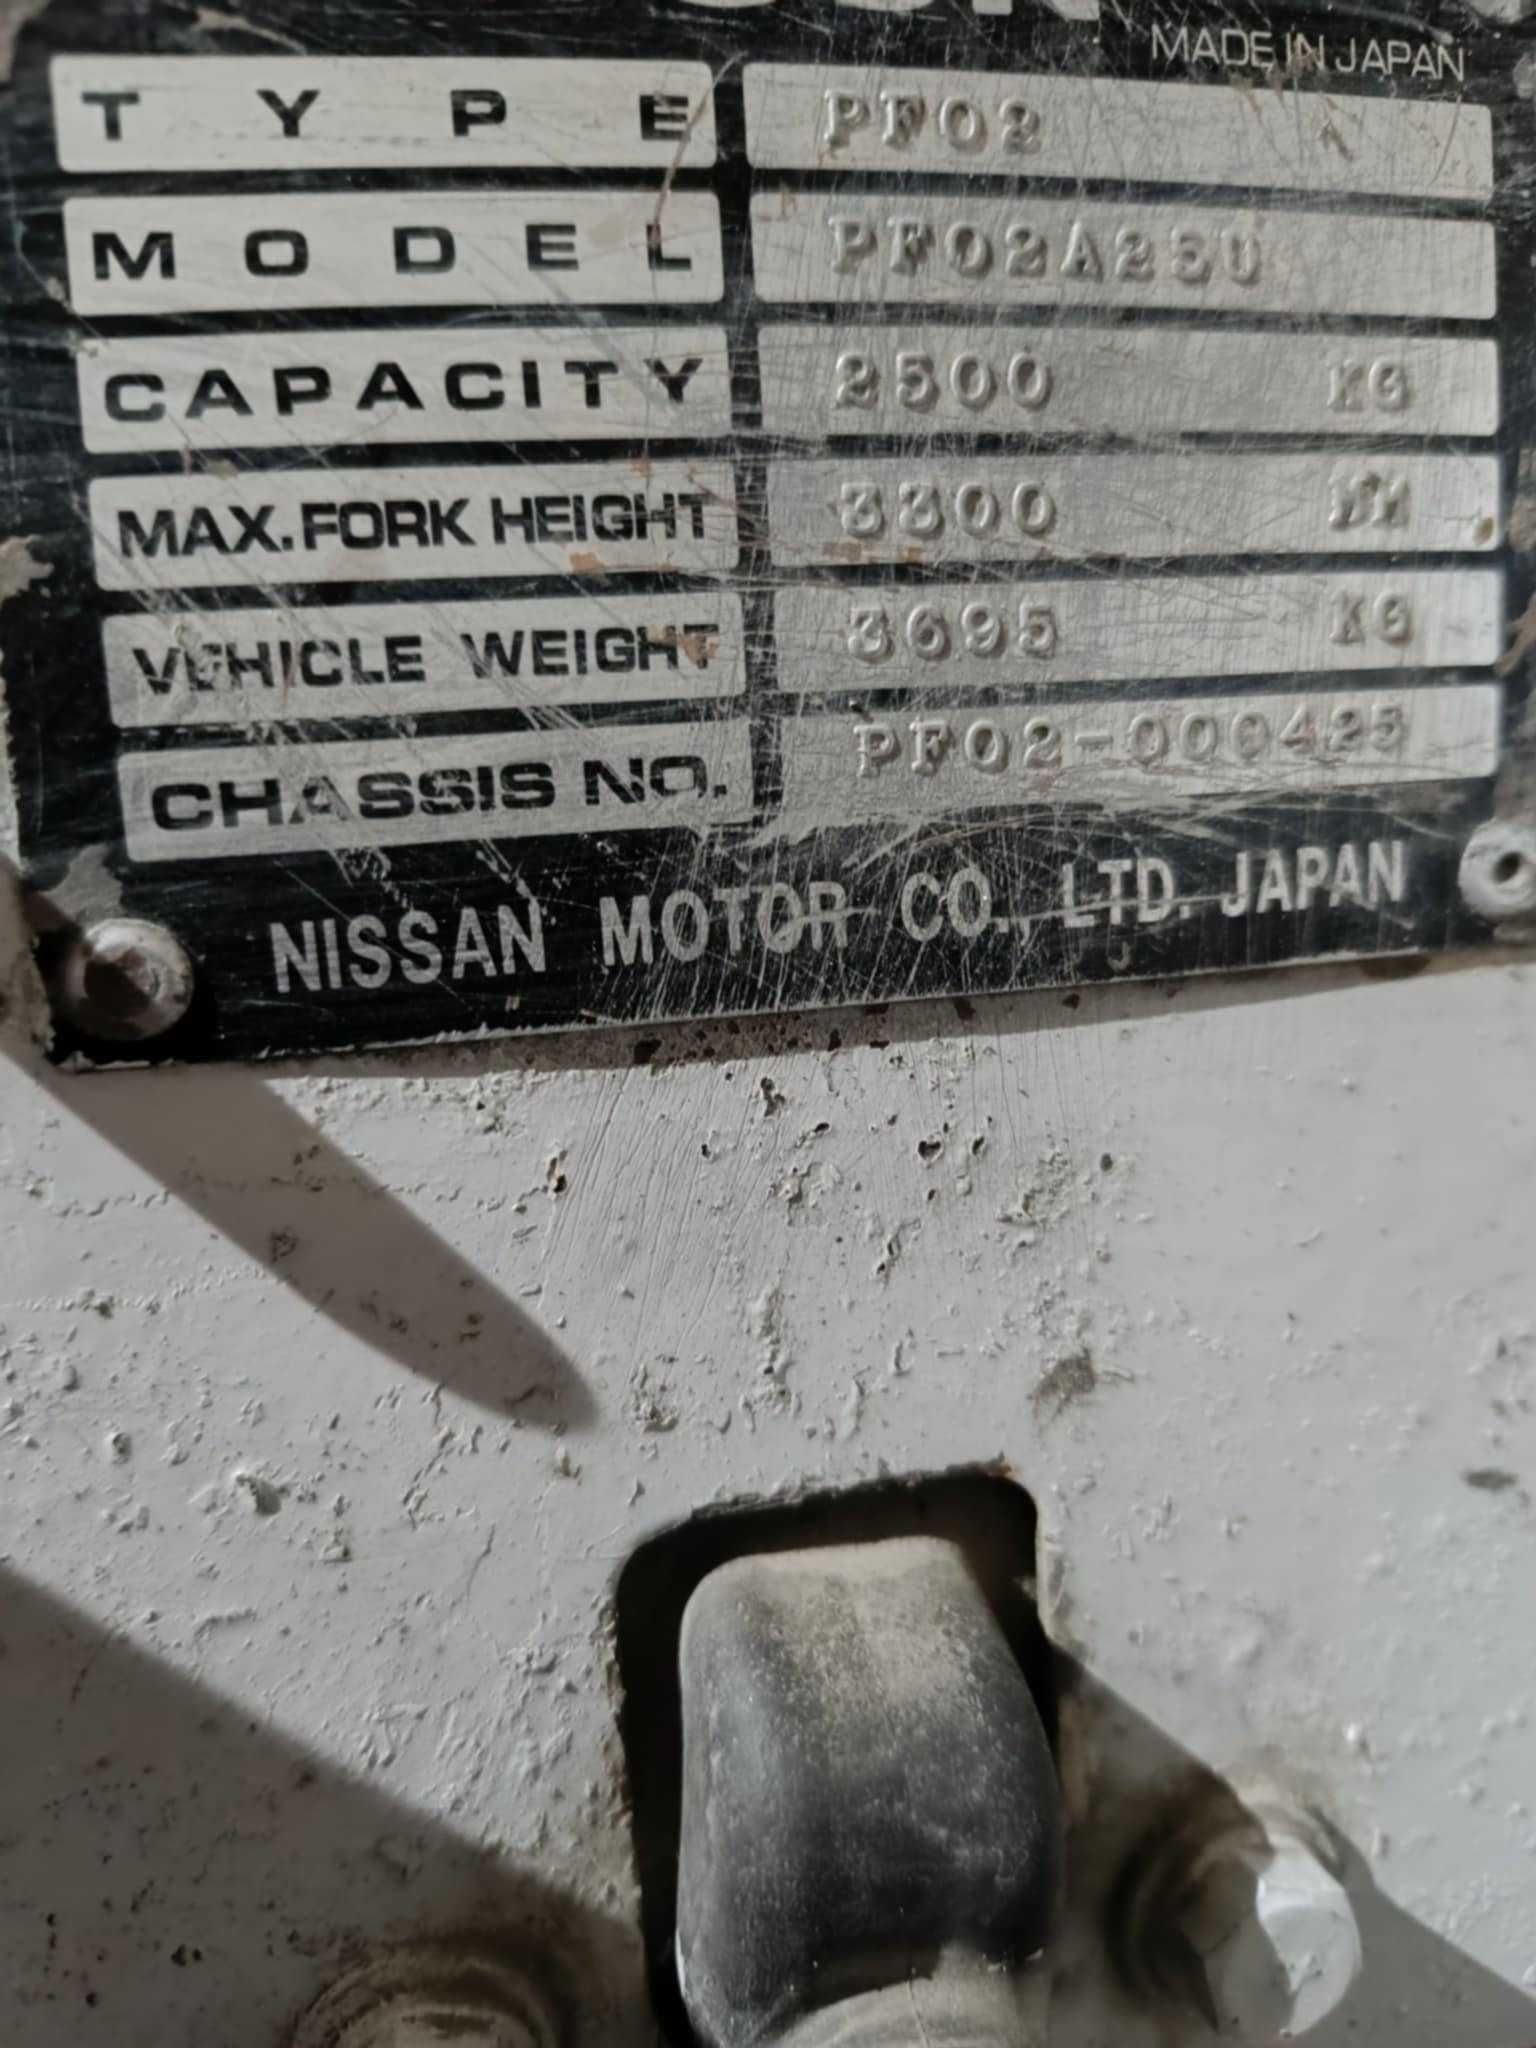 MADE IN JAPAN
TYPE PF02
MODEL PF02A25U
CAPACITY 2500 KG
MAX. FORK HEIGHT 3300 MM
VEHICLE WEIGHT 3695 KG
CHASSIS NO. PF02-000425
NISSAN MOTOR CO., LTD. JAPAN